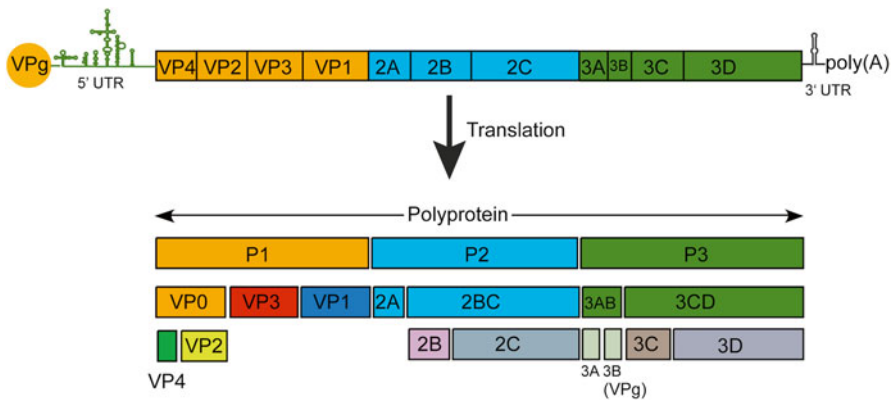 VPg
5' UTR
VP4 VP2 VP3 VP1 2A 2B 2C 3A 3B 3C 3D
poly(A)
3' UTR
Translation
Polyprotein
P1 P2 P3
VP0 VP3 VP1 2A 2BC 3AB 3CD
VP4 VP2 2B 2C 3A 3B (VPg) 3C 3D